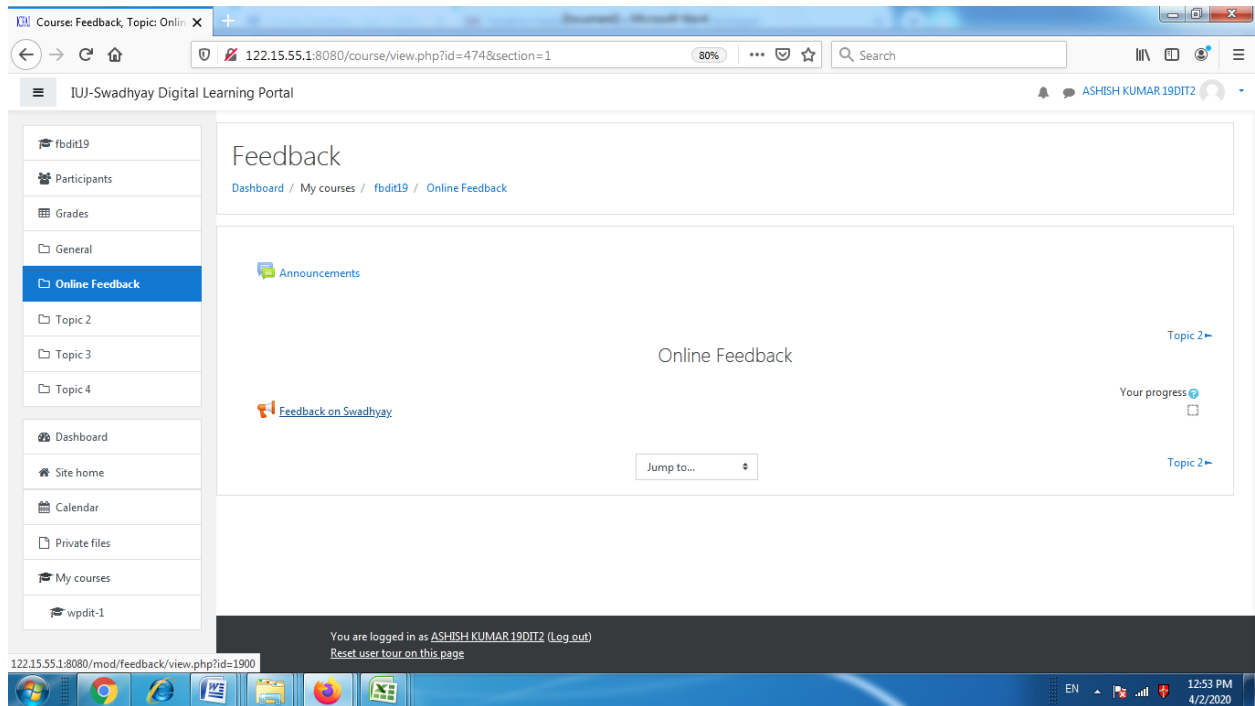 Course: Feedback, Topic: Onlin
122.15.55.1:8080/course/view.php?id=474&section=1
80%
Search
IUJ-Swadhyay Digital Learning Portal
ASHISH KUMAR 19DIT2
fbdit19
Participants
Grades
General
Online Feedback
Topic 2
Topic 3
Topic 4
Dashboard
Site home
Calendar
Private files
My courses
wpdit-1
Feedback
Dashboard / My courses / fbdit19 / Online Feedback
Announcements
Topic 2
Online Feedback
Your progress
Feedback on Swadhyay
Jump to...
Topic 2
You are logged in as ASHISH KUMAR 19DIT2 (Log out)
Reset user tour on this page
122.15.55.1:8080/mod/feedback/view.php?id=1900
EN
12:53 PM
4/2/2020